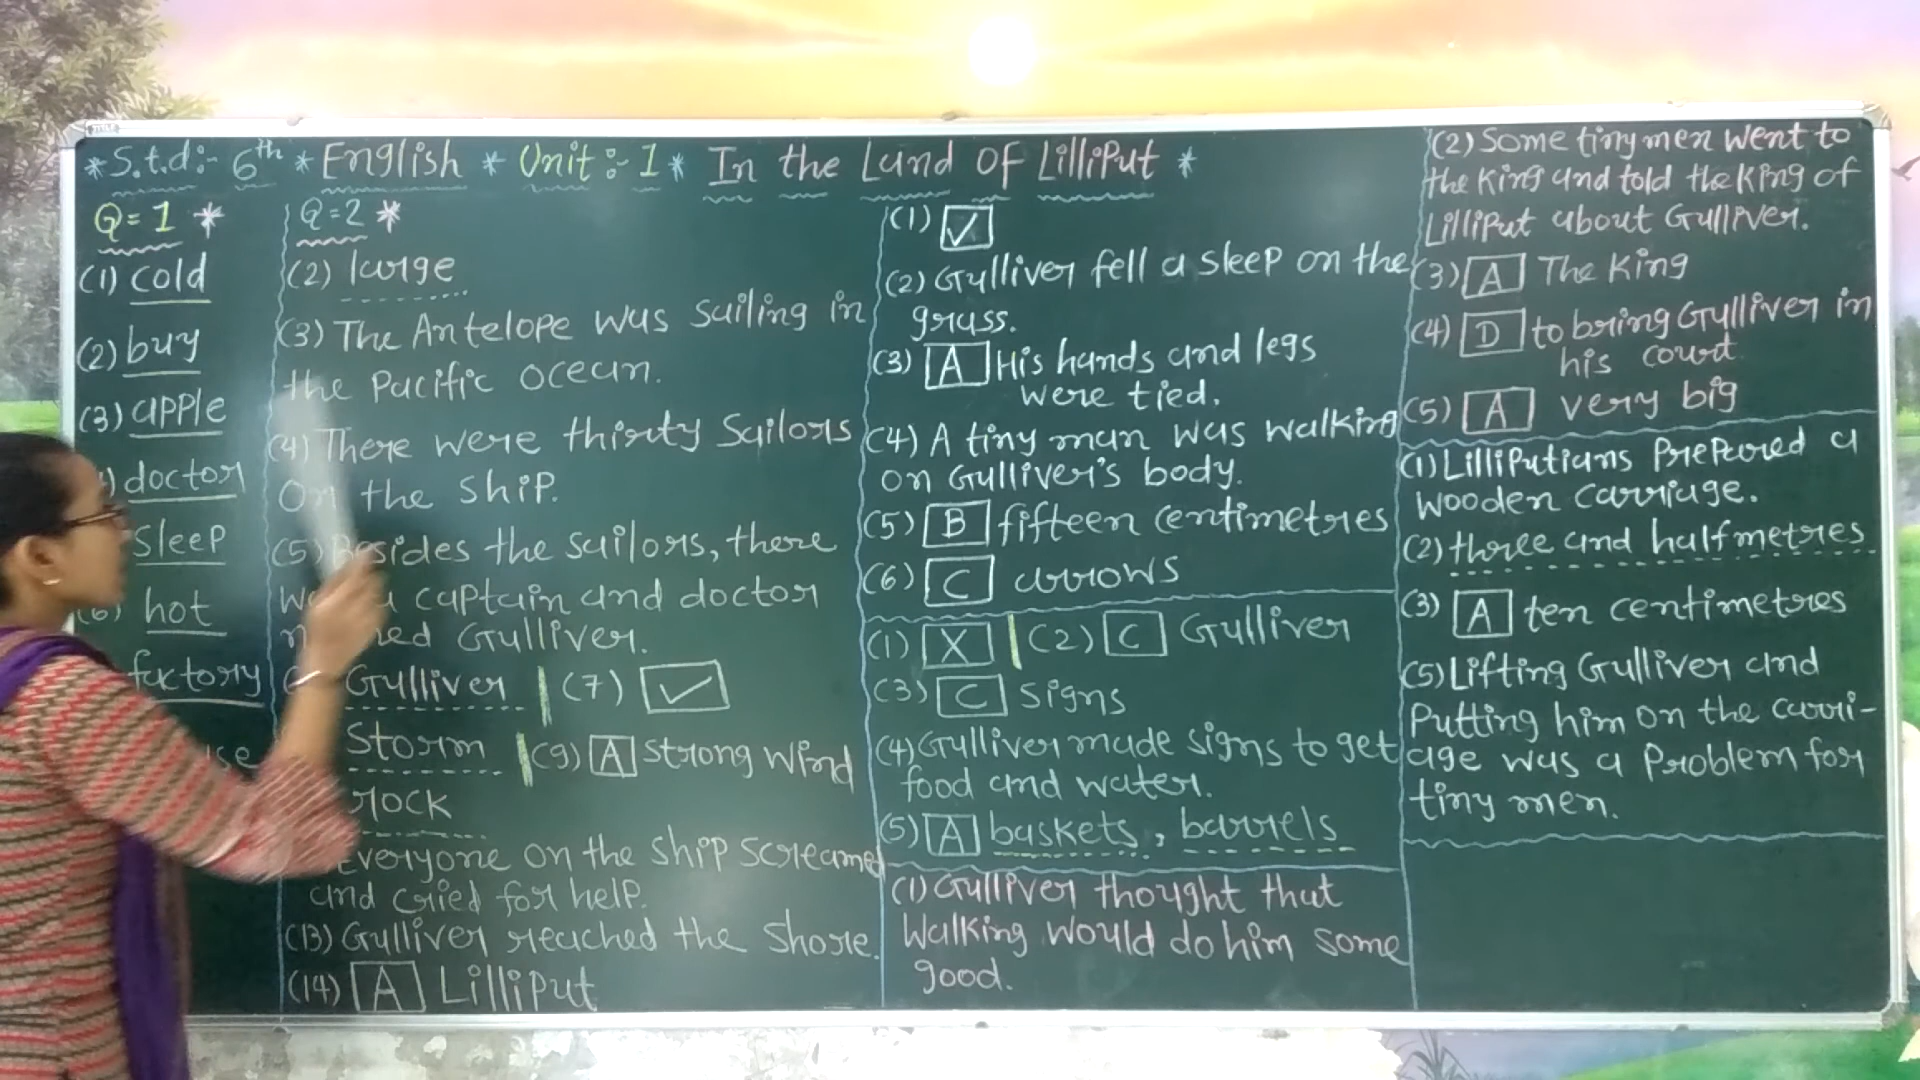 *S.t.d:- 6th * English * Unit :- 1 * In the Land of Lilliput *
Q=1 *
(1) cold
(2) buy
(3) apple
) doctor
sleep
(6) hot
factory
Q=2 *
(2) large
(3) The Antelope was sailing in
the Pacific ocean.
(4) There were thirty Sailors
On the ship.
(5) Besides the sailors, there
a captain and doctor
Gulliver.
Gulliver | (7) ✓
Storm | (9) A Strong Wind
rock
Everyone on the ship screamed
and cried for help.
(13) Gulliver reached the Shore.
(14) A Lilliput
(1) ✓
(2) Gulliver fell a sleep on the
grass.
(3) A His hands and legs
were tied.
(4) A tiny man was walking
on Gulliver's body.
(5) B fifteen centimetres
(6) C arrows
(1) X | (2) C Gulliver
(3) C Signs
(4) Gulliver made signs to get
food and water.
(5) A baskets, barrels
(1) Gulliver thought that
Walking would do him some
good.
(2) Some tiny men went to
the King and told the King of
Lilliput about Gulliver.
(3) A The King
(4) D to bring Gulliver in
his court
(5) A very big
(1) Lilliputians Prepared a
wooden carriage.
(2) three and half metres
(3) A ten centimetres
(5) Lifting Gulliver and
Putting him on the carri-
age was a Problem for
tiny men.